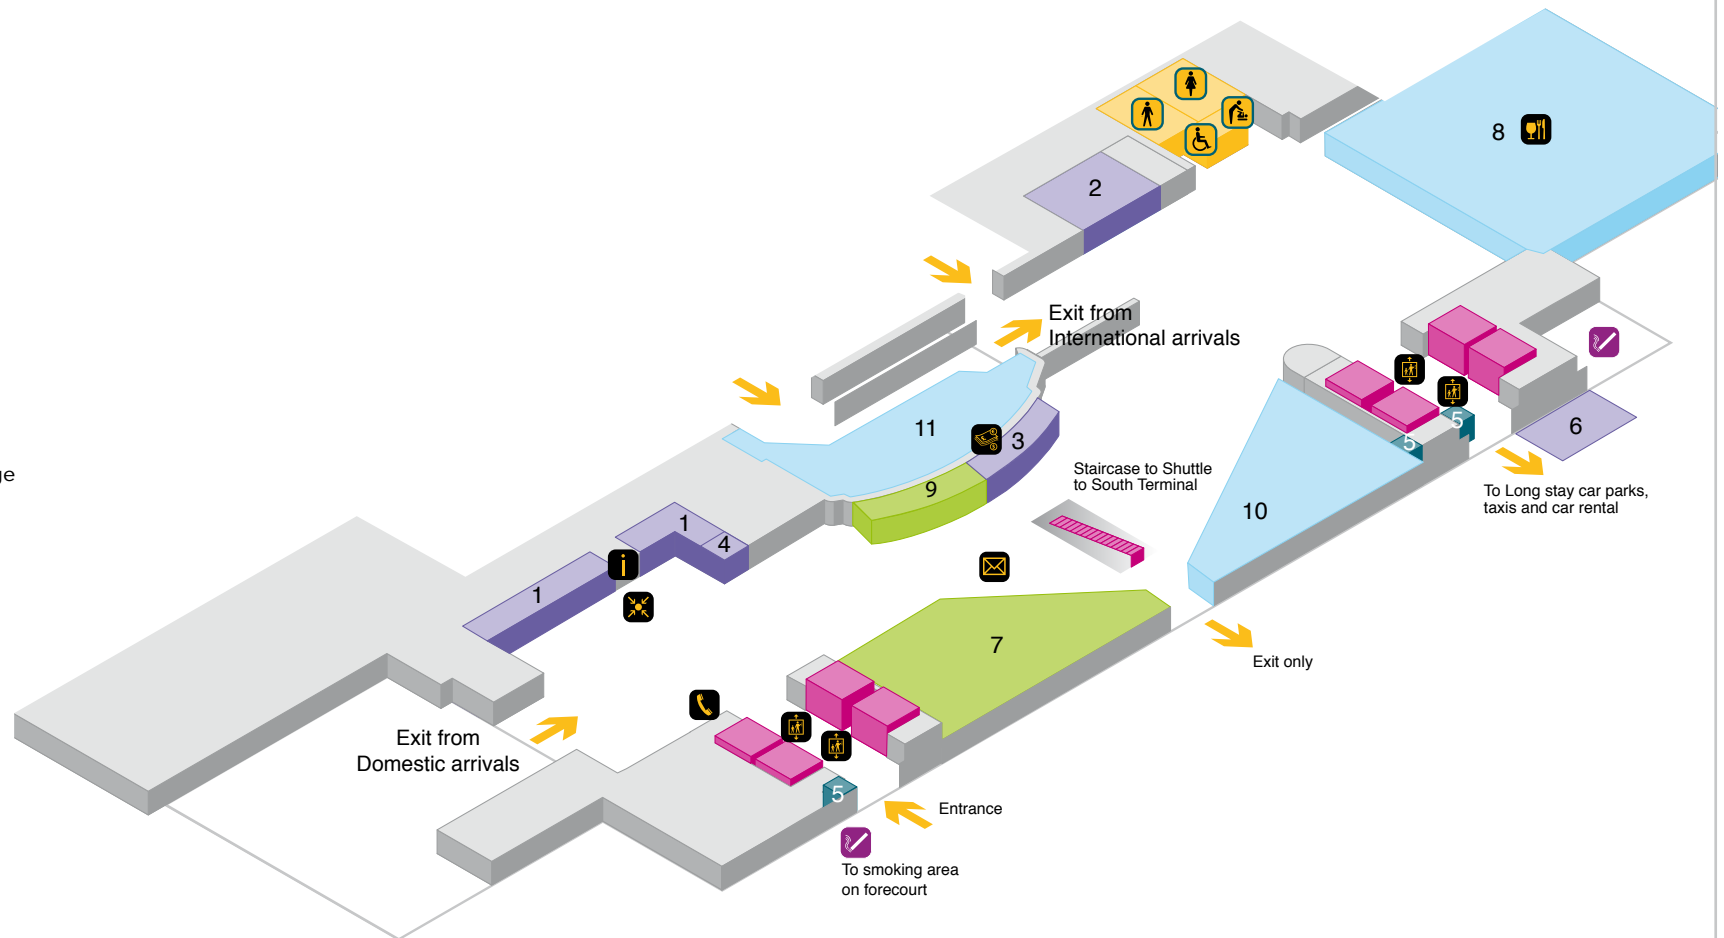 8
2
Exit from
International arrivals
11
3
9
6
5
5
Staircase to Shuttle
to South Terminal
To Long stay car parks,
taxis and car rental
10
1
4
1
i
7
Exit only
Exit from
Domestic arrivals
5
Entrance
To smoking area
on forecourt
ge